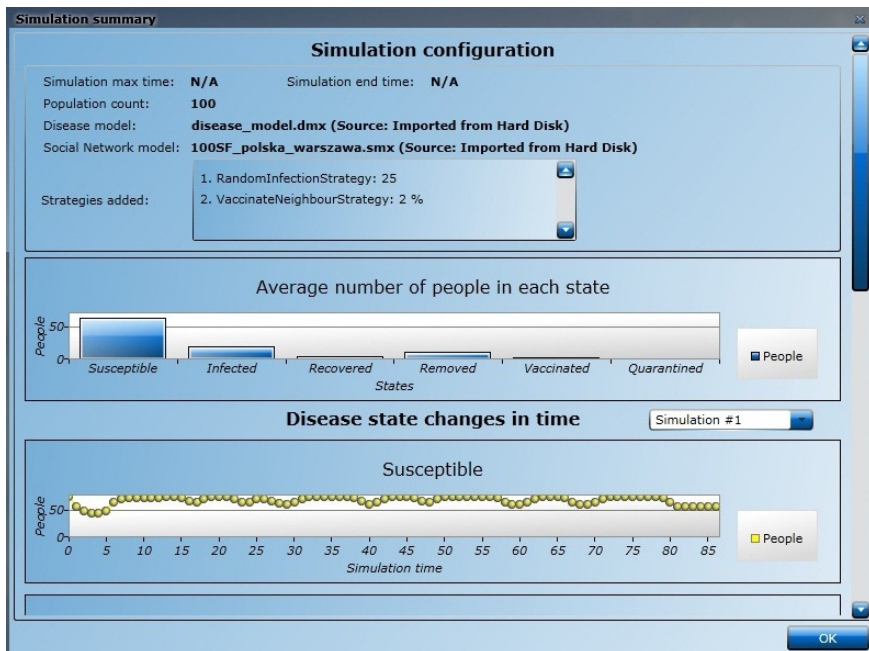 Simulation summary
Simulation configuration
Simulation max time: N/A Simulation end time: N/A
Population count: 100
Disease model: disease_model.dmx (Source: Imported from Hard Disk)
Social Network model: 100SF_polska_warszawa.smx (Source: Imported from Hard Disk)
Strategies added:
1. RandomInfectionStrategy: 25
2. VaccinateNeighbourStrategy: 2 %
Average number of people in each state
People
50
0
Susceptible Infected Recovered Removed Vaccinated Quarantined
States
People
Disease state changes in time Simulation #1
Susceptible
People
50
0
0 5 10 15 20 25 30 35 40 45 50 55 60 65 70 75 80 85
Simulation time
People
OK